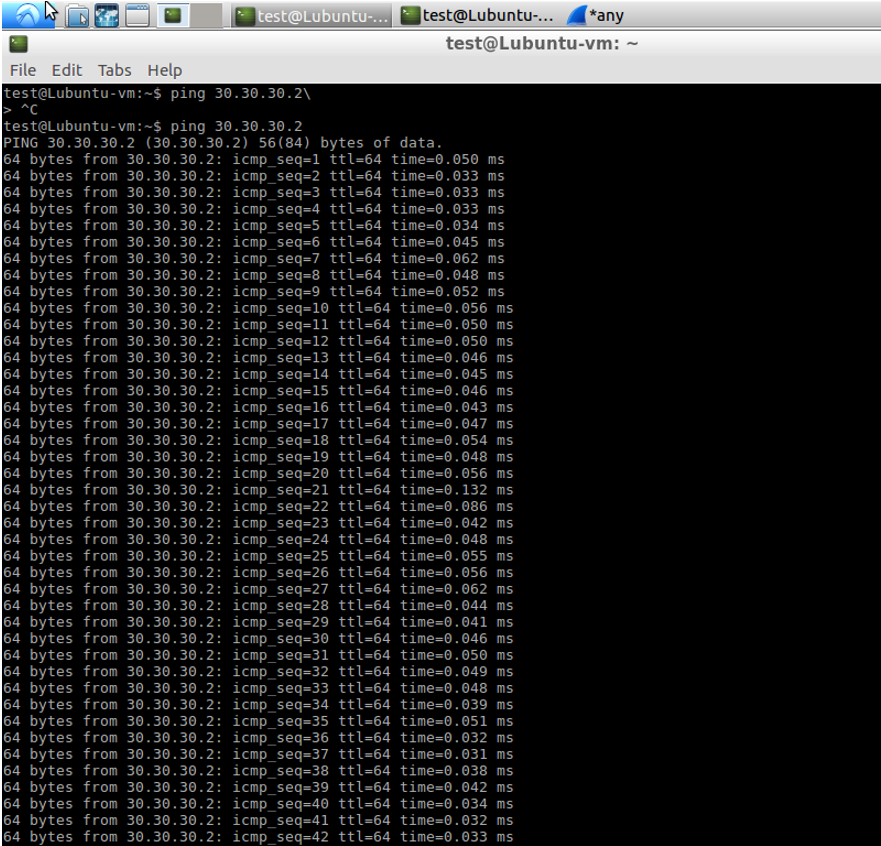 test@Lubuntu-... test@Lubuntu-... *any
test@Lubuntu-vm: ~
File Edit Tabs Help
test@Lubuntu-vm:~$ ping 30.30.30.2\
> ^C
test@Lubuntu-vm:~$ ping 30.30.30.2
PING 30.30.30.2 (30.30.30.2) 56(84) bytes of data.
64 bytes from 30.30.30.2: icmp_seq=1 ttl=64 time=0.050 ms
64 bytes from 30.30.30.2: icmp_seq=2 ttl=64 time=0.033 ms
64 bytes from 30.30.30.2: icmp_seq=3 ttl=64 time=0.033 ms
64 bytes from 30.30.30.2: icmp_seq=4 ttl=64 time=0.033 ms
64 bytes from 30.30.30.2: icmp_seq=5 ttl=64 time=0.034 ms
64 bytes from 30.30.30.2: icmp_seq=6 ttl=64 time=0.045 ms
64 bytes from 30.30.30.2: icmp_seq=7 ttl=64 time=0.062 ms
64 bytes from 30.30.30.2: icmp_seq=8 ttl=64 time=0.048 ms
64 bytes from 30.30.30.2: icmp_seq=9 ttl=64 time=0.052 ms
64 bytes from 30.30.30.2: icmp_seq=10 ttl=64 time=0.056 ms
64 bytes from 30.30.30.2: icmp_seq=11 ttl=64 time=0.050 ms
64 bytes from 30.30.30.2: icmp_seq=12 ttl=64 time=0.050 ms
64 bytes from 30.30.30.2: icmp_seq=13 ttl=64 time=0.046 ms
64 bytes from 30.30.30.2: icmp_seq=14 ttl=64 time=0.045 ms
64 bytes from 30.30.30.2: icmp_seq=15 ttl=64 time=0.046 ms
64 bytes from 30.30.30.2: icmp_seq=16 ttl=64 time=0.043 ms
64 bytes from 30.30.30.2: icmp_seq=17 ttl=64 time=0.047 ms
64 bytes from 30.30.30.2: icmp_seq=18 ttl=64 time=0.054 ms
64 bytes from 30.30.30.2: icmp_seq=19 ttl=64 time=0.048 ms
64 bytes from 30.30.30.2: icmp_seq=20 ttl=64 time=0.056 ms
64 bytes from 30.30.30.2: icmp_seq=21 ttl=64 time=0.132 ms
64 bytes from 30.30.30.2: icmp_seq=22 ttl=64 time=0.086 ms
64 bytes from 30.30.30.2: icmp_seq=23 ttl=64 time=0.042 ms
64 bytes from 30.30.30.2: icmp_seq=24 ttl=64 time=0.048 ms
64 bytes from 30.30.30.2: icmp_seq=25 ttl=64 time=0.055 ms
64 bytes from 30.30.30.2: icmp_seq=26 ttl=64 time=0.056 ms
64 bytes from 30.30.30.2: icmp_seq=27 ttl=64 time=0.062 ms
64 bytes from 30.30.30.2: icmp_seq=28 ttl=64 time=0.044 ms
64 bytes from 30.30.30.2: icmp_seq=29 ttl=64 time=0.041 ms
64 bytes from 30.30.30.2: icmp_seq=30 ttl=64 time=0.046 ms
64 bytes from 30.30.30.2: icmp_seq=31 ttl=64 time=0.050 ms
64 bytes from 30.30.30.2: icmp_seq=32 ttl=64 time=0.049 ms
64 bytes from 30.30.30.2: icmp_seq=33 ttl=64 time=0.048 ms
64 bytes from 30.30.30.2: icmp_seq=34 ttl=64 time=0.039 ms
64 bytes from 30.30.30.2: icmp_seq=35 ttl=64 time=0.051 ms
64 bytes from 30.30.30.2: icmp_seq=36 ttl=64 time=0.032 ms
64 bytes from 30.30.30.2: icmp_seq=37 ttl=64 time=0.031 ms
64 bytes from 30.30.30.2: icmp_seq=38 ttl=64 time=0.038 ms
64 bytes from 30.30.30.2: icmp_seq=39 ttl=64 time=0.042 ms
64 bytes from 30.30.30.2: icmp_seq=40 ttl=64 time=0.034 ms
64 bytes from 30.30.30.2: icmp_seq=41 ttl=64 time=0.032 ms
64 bytes from 30.30.30.2: icmp_seq=42 ttl=64 time=0.033 ms